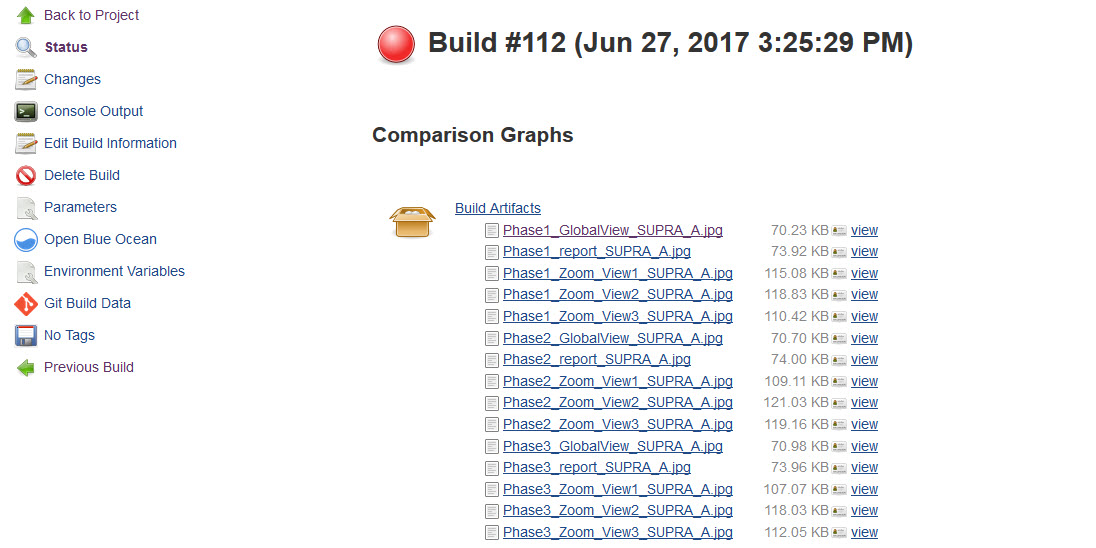 Back to Project
Status
Changes
Console Output
Edit Build Information
Delete Build
Parameters
Open Blue Ocean
Environment Variables
Git Build Data
No Tags
Previous Build
Build #112 (Jun 27, 2017 3:25:29 PM)
Comparison Graphs
Build Artifacts
Phase1_GlobalView_SUPRA_A.jpg 70.23 KB view
Phase1_report_SUPRA_A.jpg 73.92 KB view
Phase1_Zoom_View1_SUPRA_A.jpg 115.08 KB view
Phase1_Zoom_View2_SUPRA_A.jpg 118.83 KB view
Phase1_Zoom_View3_SUPRA_A.jpg 110.42 KB view
Phase2_GlobalView_SUPRA_A.jpg 70.70 KB view
Phase2_report_SUPRA_A.jpg 74.00 KB view
Phase2_Zoom_View1_SUPRA_A.jpg 109.11 KB view
Phase2_Zoom_View2_SUPRA_A.jpg 121.03 KB view
Phase2_Zoom_View3_SUPRA_A.jpg 119.16 KB view
Phase3_GlobalView_SUPRA_A.jpg 70.98 KB view
Phase3_report_SUPRA_A.jpg 73.96 KB view
Phase3_Zoom_View1_SUPRA_A.jpg 107.07 KB view
Phase3_Zoom_View2_SUPRA_A.jpg 118.03 KB view
Phase3_Zoom_View3_SUPRA_A.jpg 112.05 KB view